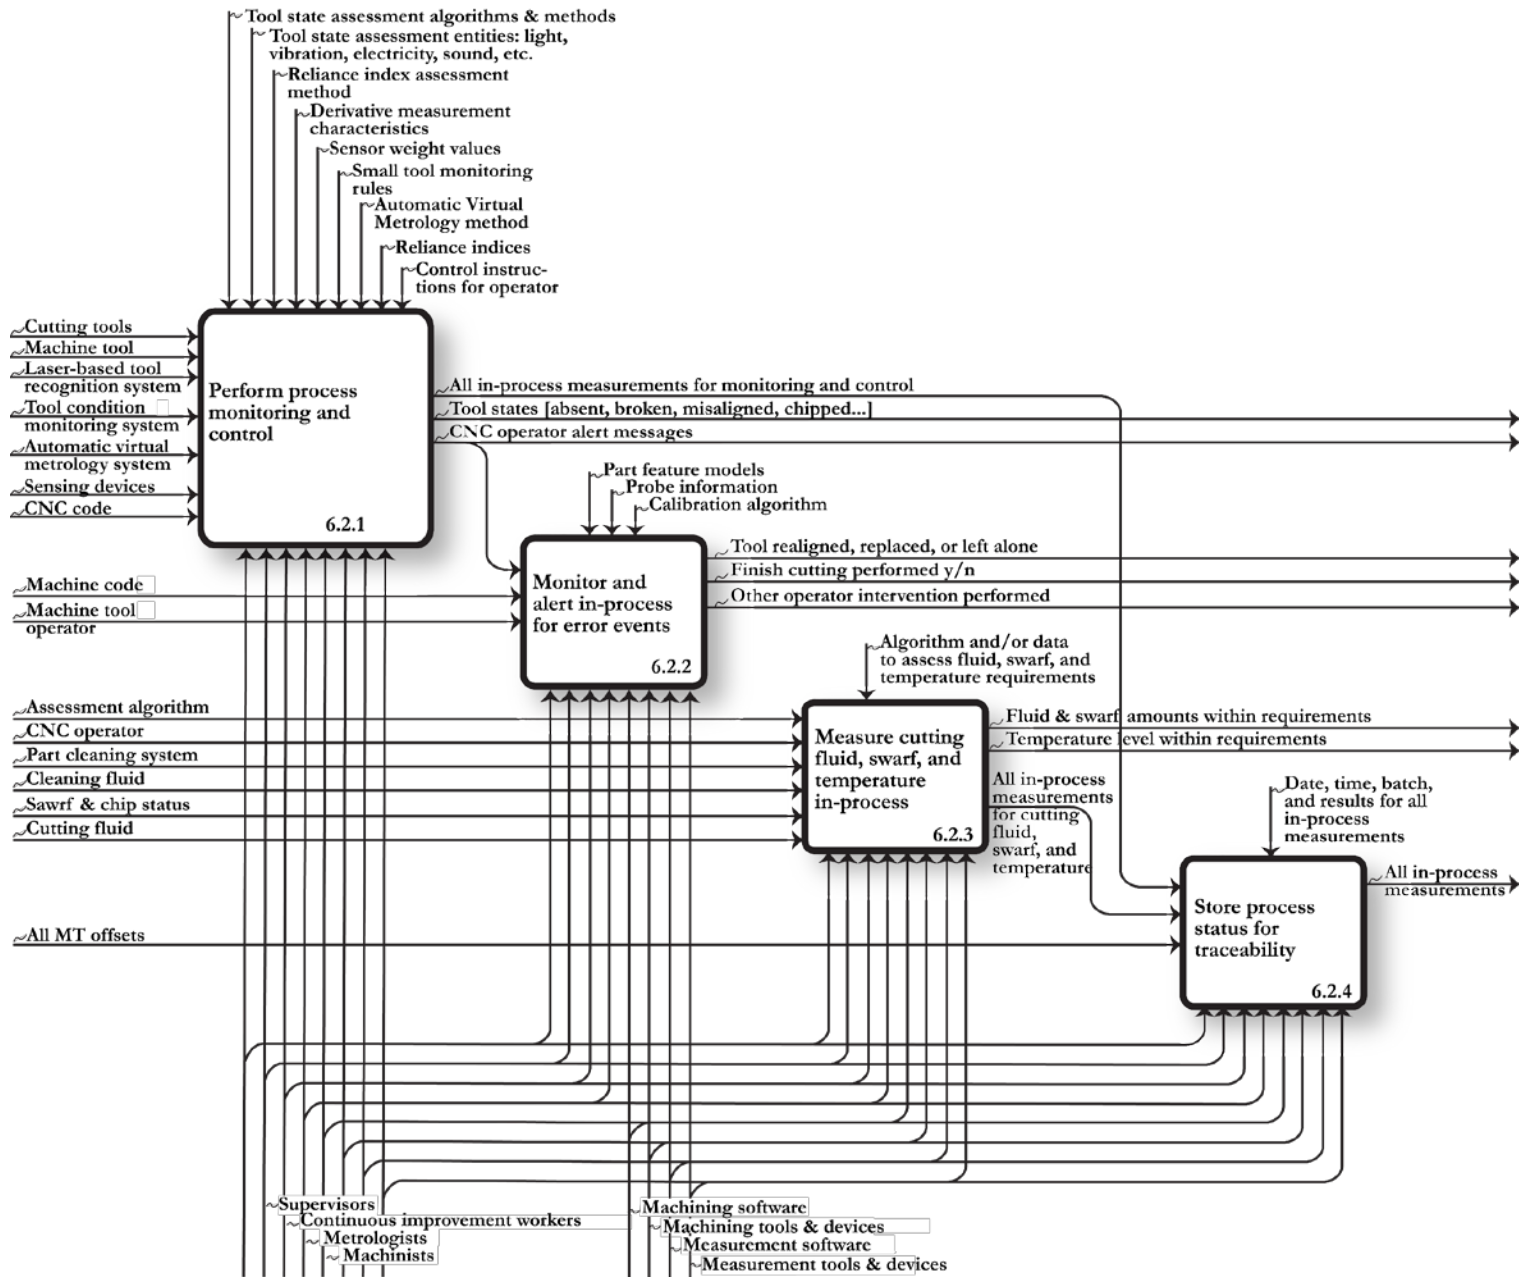 Tool state assessment algorithms & methods
Tool state assessment entities: light,
vibration, electricity, sound, etc.
Reliance index assessment
method
Derivative measurement
characteristics
Sensor weight values
Small tool monitoring
rules
Automatic Virtual
Metrology method
Reliance indices
Control instruc-
tions for operator
Cutting tools
Machine tool
Laser-based tool
recognition system
Tool condition
monitoring system
Automatic virtual
metrology system
Sensing devices
CNC code
Perform process
monitoring and
control
6.2.1
All in-process measurements for monitoring and control
Tool states [absent, broken, misaligned, chipped...]
CNC operator alert messages
Part feature models
Probe information
Calibration algorithm
Machine code
Machine tool
operator
Monitor and
alert in-process
for error events
6.2.2
Tool realigned, replaced, or left alone
Finish cutting performed y/n
Other operator intervention performed
Algorithm and/or data
to assess fluid, swarf, and
temperature requirements
Assessment algorithm
CNC operator
Part cleaning system
Cleaning fluid
Sawrf & chip status
Cutting fluid
Measure cutting
fluid, swarf, and
temperature
in-process
6.2.3
Fluid & swarf amounts within requirements
Temperature level within requirements
All in-process
measurements
for cutting
fluid,
swarf, and
temperature
Date, time, batch,
and results for all
in-process
measurements
All MT offsets
Store process
status for
traceability
6.2.4
All in-process
measurements
Supervisors
Continuous improvement workers
Metrologists
Machinists
Machining software
Machining tools & devices
Measurement software
Measurement tools & devices